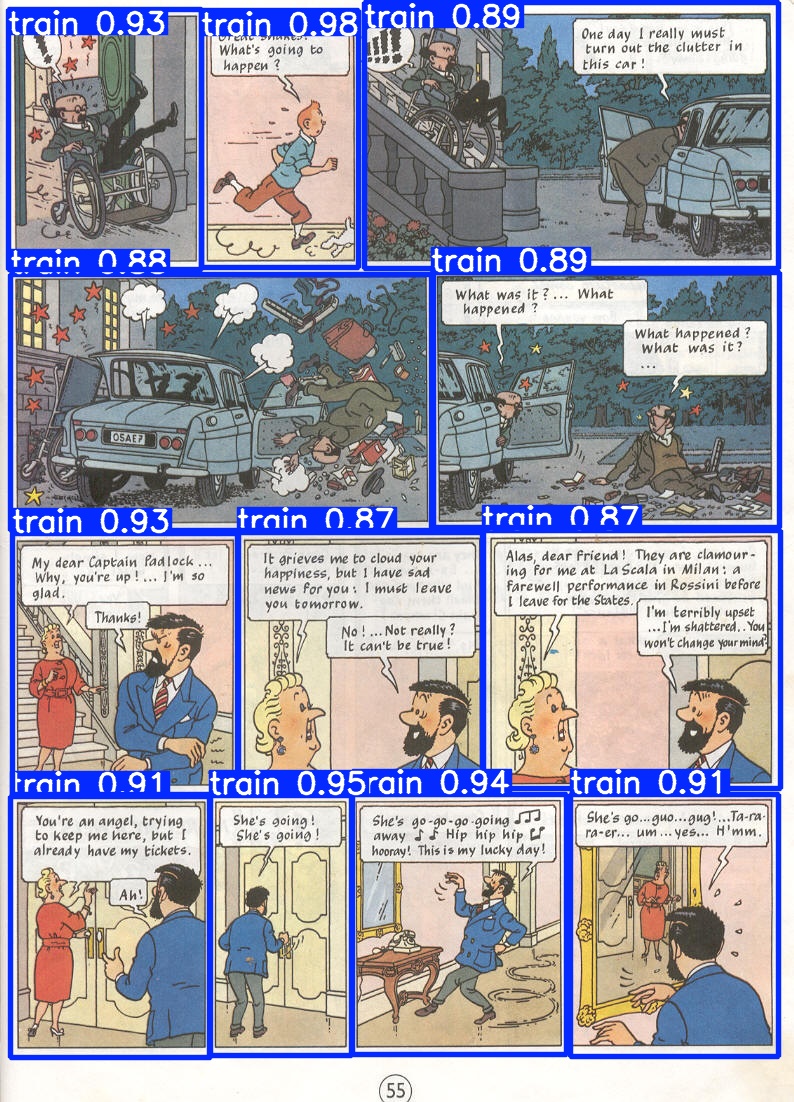 train 0.93
train 0.98
train 0.89
!!!
What's going to
happen ?
!!!!
One day I really must
turn out the clutter in
this car !
train 0.88
train 0.89
05AE7
What was it ?... What
happened ?
What happened ?
What was it?
...
train 0.93
train 0.87
train 0.87
My dear Captain Padlock ...
Why, you're up !... I'm so
glad.
Thanks!
It grieves me to cloud your
happiness, but I have sad
news for you: I must leave
you tomorrow.
No! ...Not really ?
It can't be true!
Alas, dear friend! They are clamour-
ing for me at La Scala in Milan: a
farewell performance in Rossini before
I leave for the States.
I'm terribly upset
...I'm shattered..You
won't change your mind?
train 0.91
train 0.95
rain 0.94
train 0.91
You're an angel, trying
to keep me here, but I
already have my tickets.
Ah!
She's going !
She's going !
She's go-go-go-going ♫♫
away ♪ ♪ Hip hip hip ♫
hooray! This is my lucky day!
She's go...guo...gug!...Ta-ra-
ra-er... um...yes... H'mm.
55